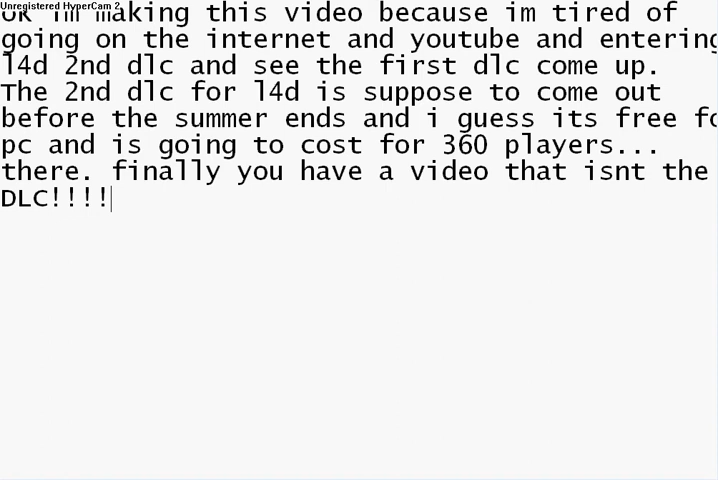 Unregistered HyperCam 2
ok im making this video because im tired of
going on the internet and youtube and entering
l4d 2nd dlc and see the first dlc come up.
The 2nd dlc for l4d is suppose to come out
before the summer ends and i guess its free fo
pc and is going to cost for 360 players...
there. finally you have a video that isnt the
DLC!!!!